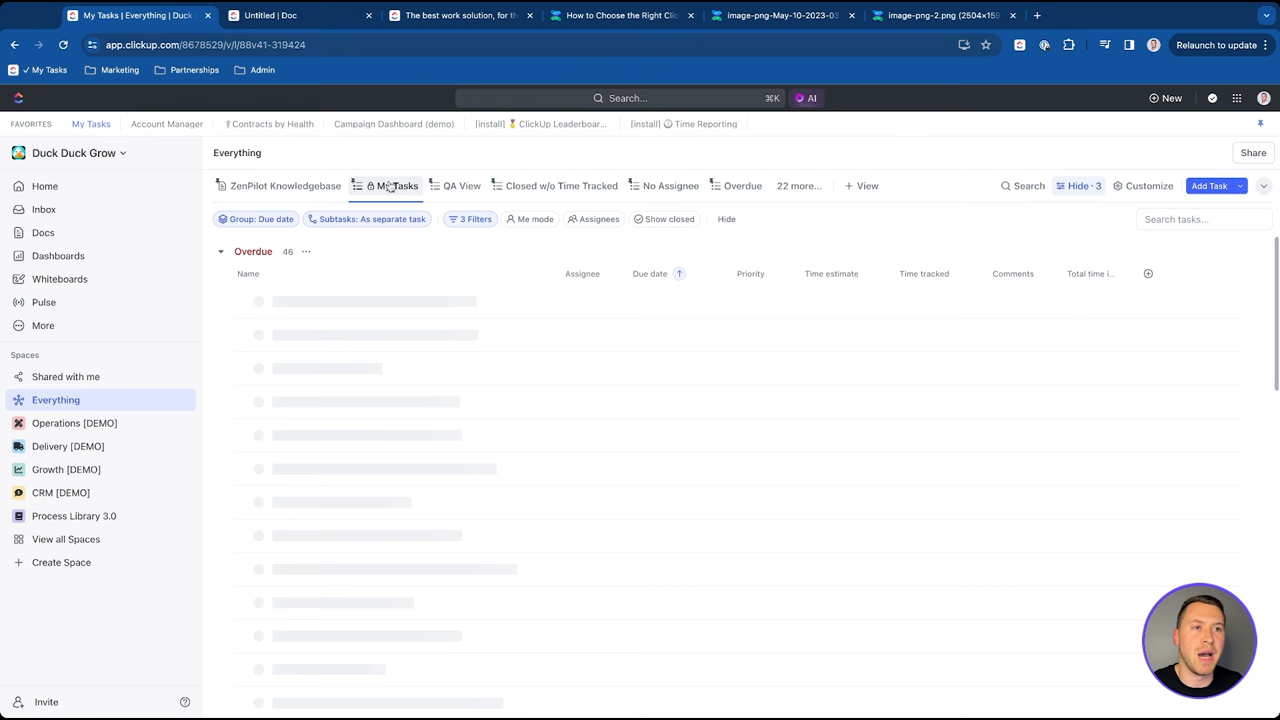 My Tasks | Everything | Duck
Untitled | Doc
The best work solution, for th
How to Choose the Right Clic
image-png-May-10-2023-03
image-png-2.png (2504×159
app.clickup.com/8678529/v/l/88v41-319424
Relaunch to update
✓ My Tasks
Marketing
Partnerships
Admin
Search...
⌘K
AI
New
FAVORITES
My Tasks
Account Manager
Contracts by Health
Campaign Dashboard (demo)
[install] 🏅 ClickUp Leaderboar...
[install] Time Reporting
Duck Duck Grow
Everything
Share
Home
Inbox
Docs
Dashboards
Whiteboards
Pulse
More
Spaces
Shared with me
Everything
Operations [DEMO]
Delivery [DEMO]
Growth [DEMO]
CRM [DEMO]
Process Library 3.0
View all Spaces
Create Space
Invite
ZenPilot Knowledgebase
My Tasks
QA View
Closed w/o Time Tracked
No Assignee
Overdue
22 more...
+ View
Search
Hide · 3
Customize
Add Task
Group: Due date
Subtasks: As separate task
3 Filters
Me mode
Assignees
Show closed
Hide
Search tasks...
Overdue 46 ...
Name
Assignee
Due date
Priority
Time estimate
Time tracked
Comments
Total time i...